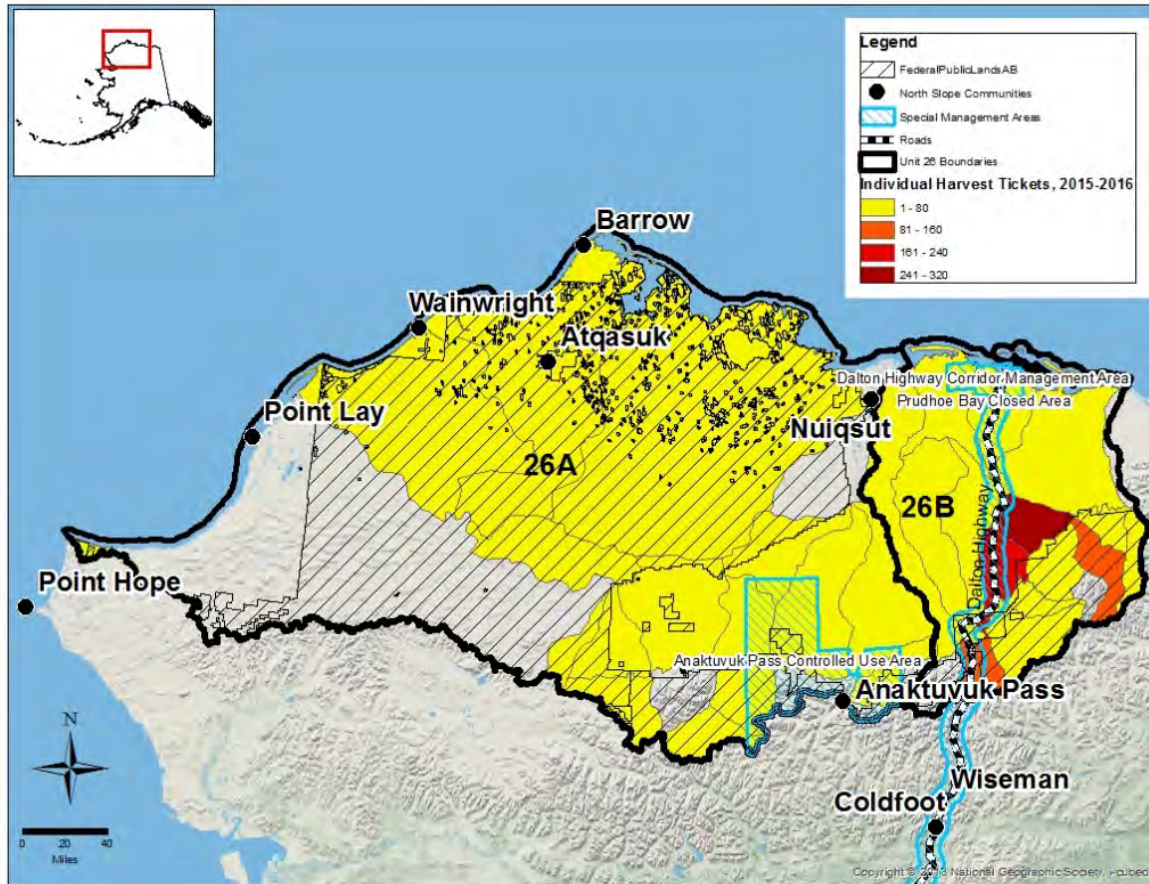 Legend
FederalPublicLandsAB
North Slope Communities
Special Management Areas
Roads
Unit 26 Boundaries
Individual Harvest Tickets, 2015-2016
1 - 80
81 - 160
161 - 240
241 - 320
Barrow
Wainwright
Atqasuk
Dalton Highway Corridor Management Area
Prudhoe Bay Closed Area
Point Lay
Nuiqsut
26A
26B
Dalton Highway
Point Hope
Anaktuvuk Pass Controlled Use Area
Anaktuvuk Pass
N
Wiseman
Coldfoot
0 20 40
Miles
Copyright © 2013 National Geographic Society, i-cubed